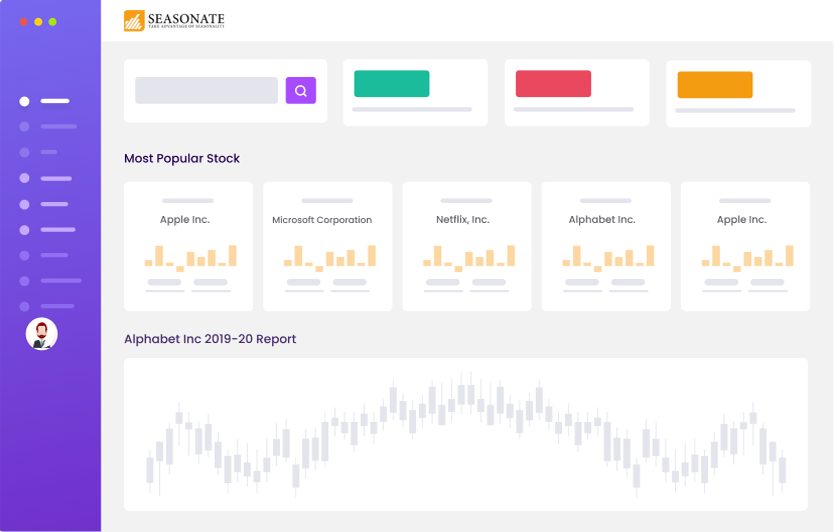 SEASONATE
TAKE ADVANTAGE OF SEASONALITY
Most Popular Stock
Apple Inc.
Microsoft Corporation
Netflix, Inc.
Alphabet Inc.
Apple Inc.
Alphabet Inc 2019-20 Report